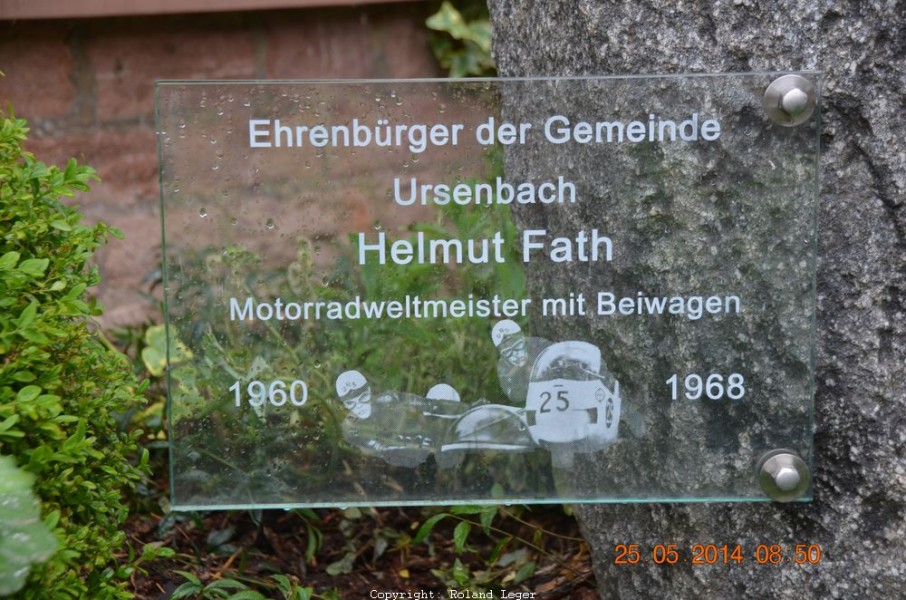 Ehrenbürger der Gemeinde
Ursenbach
Helmut Fath
Motorradweltmeister mit Beiwagen
1960
1968
25
25 05 2014 08 50
Copyright: Roland Leger